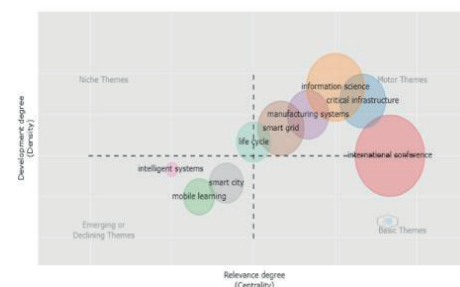 Niche Themes
Motor Themes
information science
critical infrastructure
manufacturing systems
smart grid
life cycle
international conference
intelligent systems
smart city
mobile learning
Emerging or
Declining Themes
Basic Themes
Development degree
(Density)
Relevance degree
(Centrality)